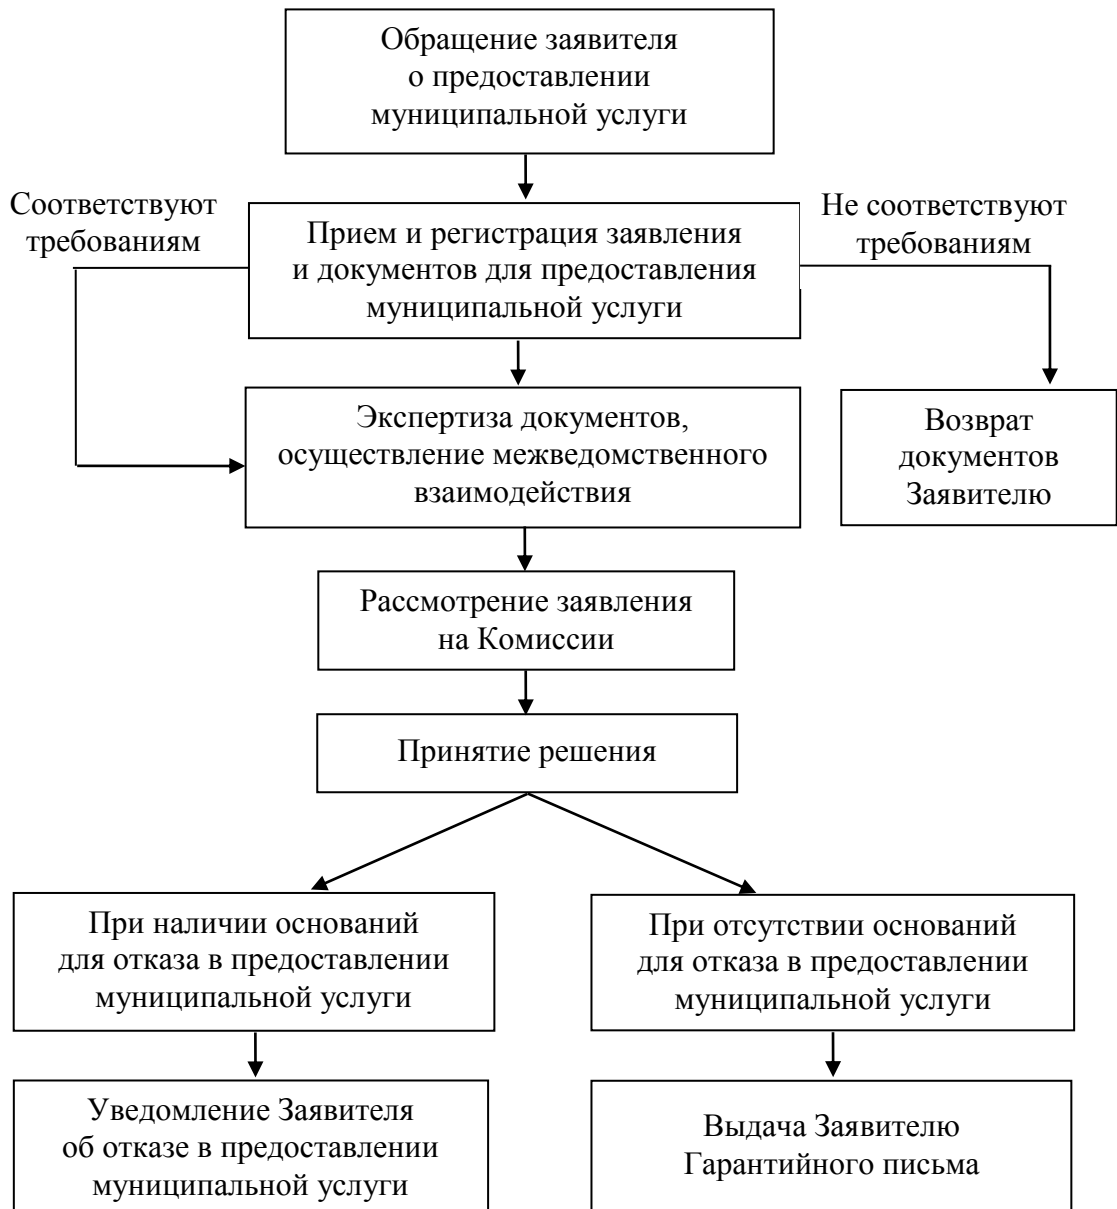 Обращение заявителя
о предоставлении
муниципальной услуги
Соответствуют
требованиям
Не соответствуют
требованиям
Прием и регистрация заявления
и документов для предоставления
муниципальной услуги
Экспертиза документов,
осуществление межведомственного
взаимодействия
Возврат
документов
Заявителю
Рассмотрение заявления
на Комиссии
Принятие решения
При наличии оснований
для отказа в предоставлении
муниципальной услуги
При отсутствии оснований
для отказа в предоставлении
муниципальной услуги
Уведомление Заявителя
об отказе в предоставлении
муниципальной услуги
Выдача Заявителю
Гарантийного письма